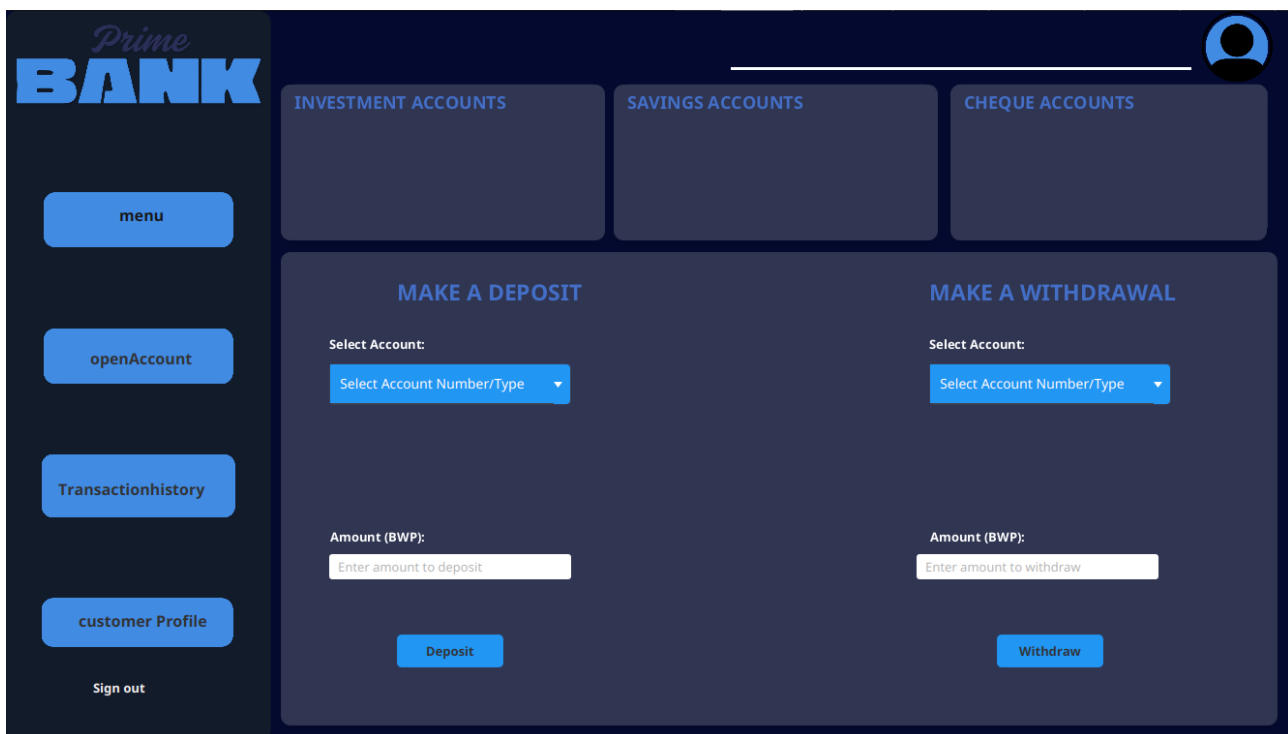 Prime
BANK
menu
openAccount
Transactionhistory
customer Profile
Sign out
INVESTMENT ACCOUNTS
SAVINGS ACCOUNTS
CHEQUE ACCOUNTS
MAKE A DEPOSIT
Select Account:
Select Account Number/Type
Amount (BWP):
Enter amount to deposit
Deposit
MAKE A WITHDRAWAL
Select Account:
Select Account Number/Type
Amount (BWP):
Enter amount to withdraw
Withdraw